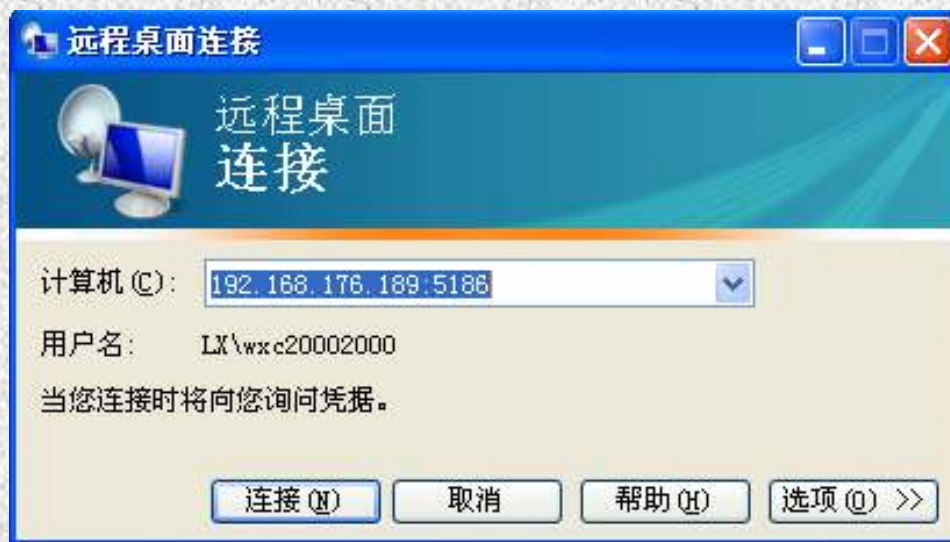 远程桌面连接
远程桌面
连接
计算机(C): 192.168.176.189:5186
用户名: LX\wxc20002000
当您连接时将向您询问凭据。
连接(N) 取消 帮助(H) 选项(O) >>